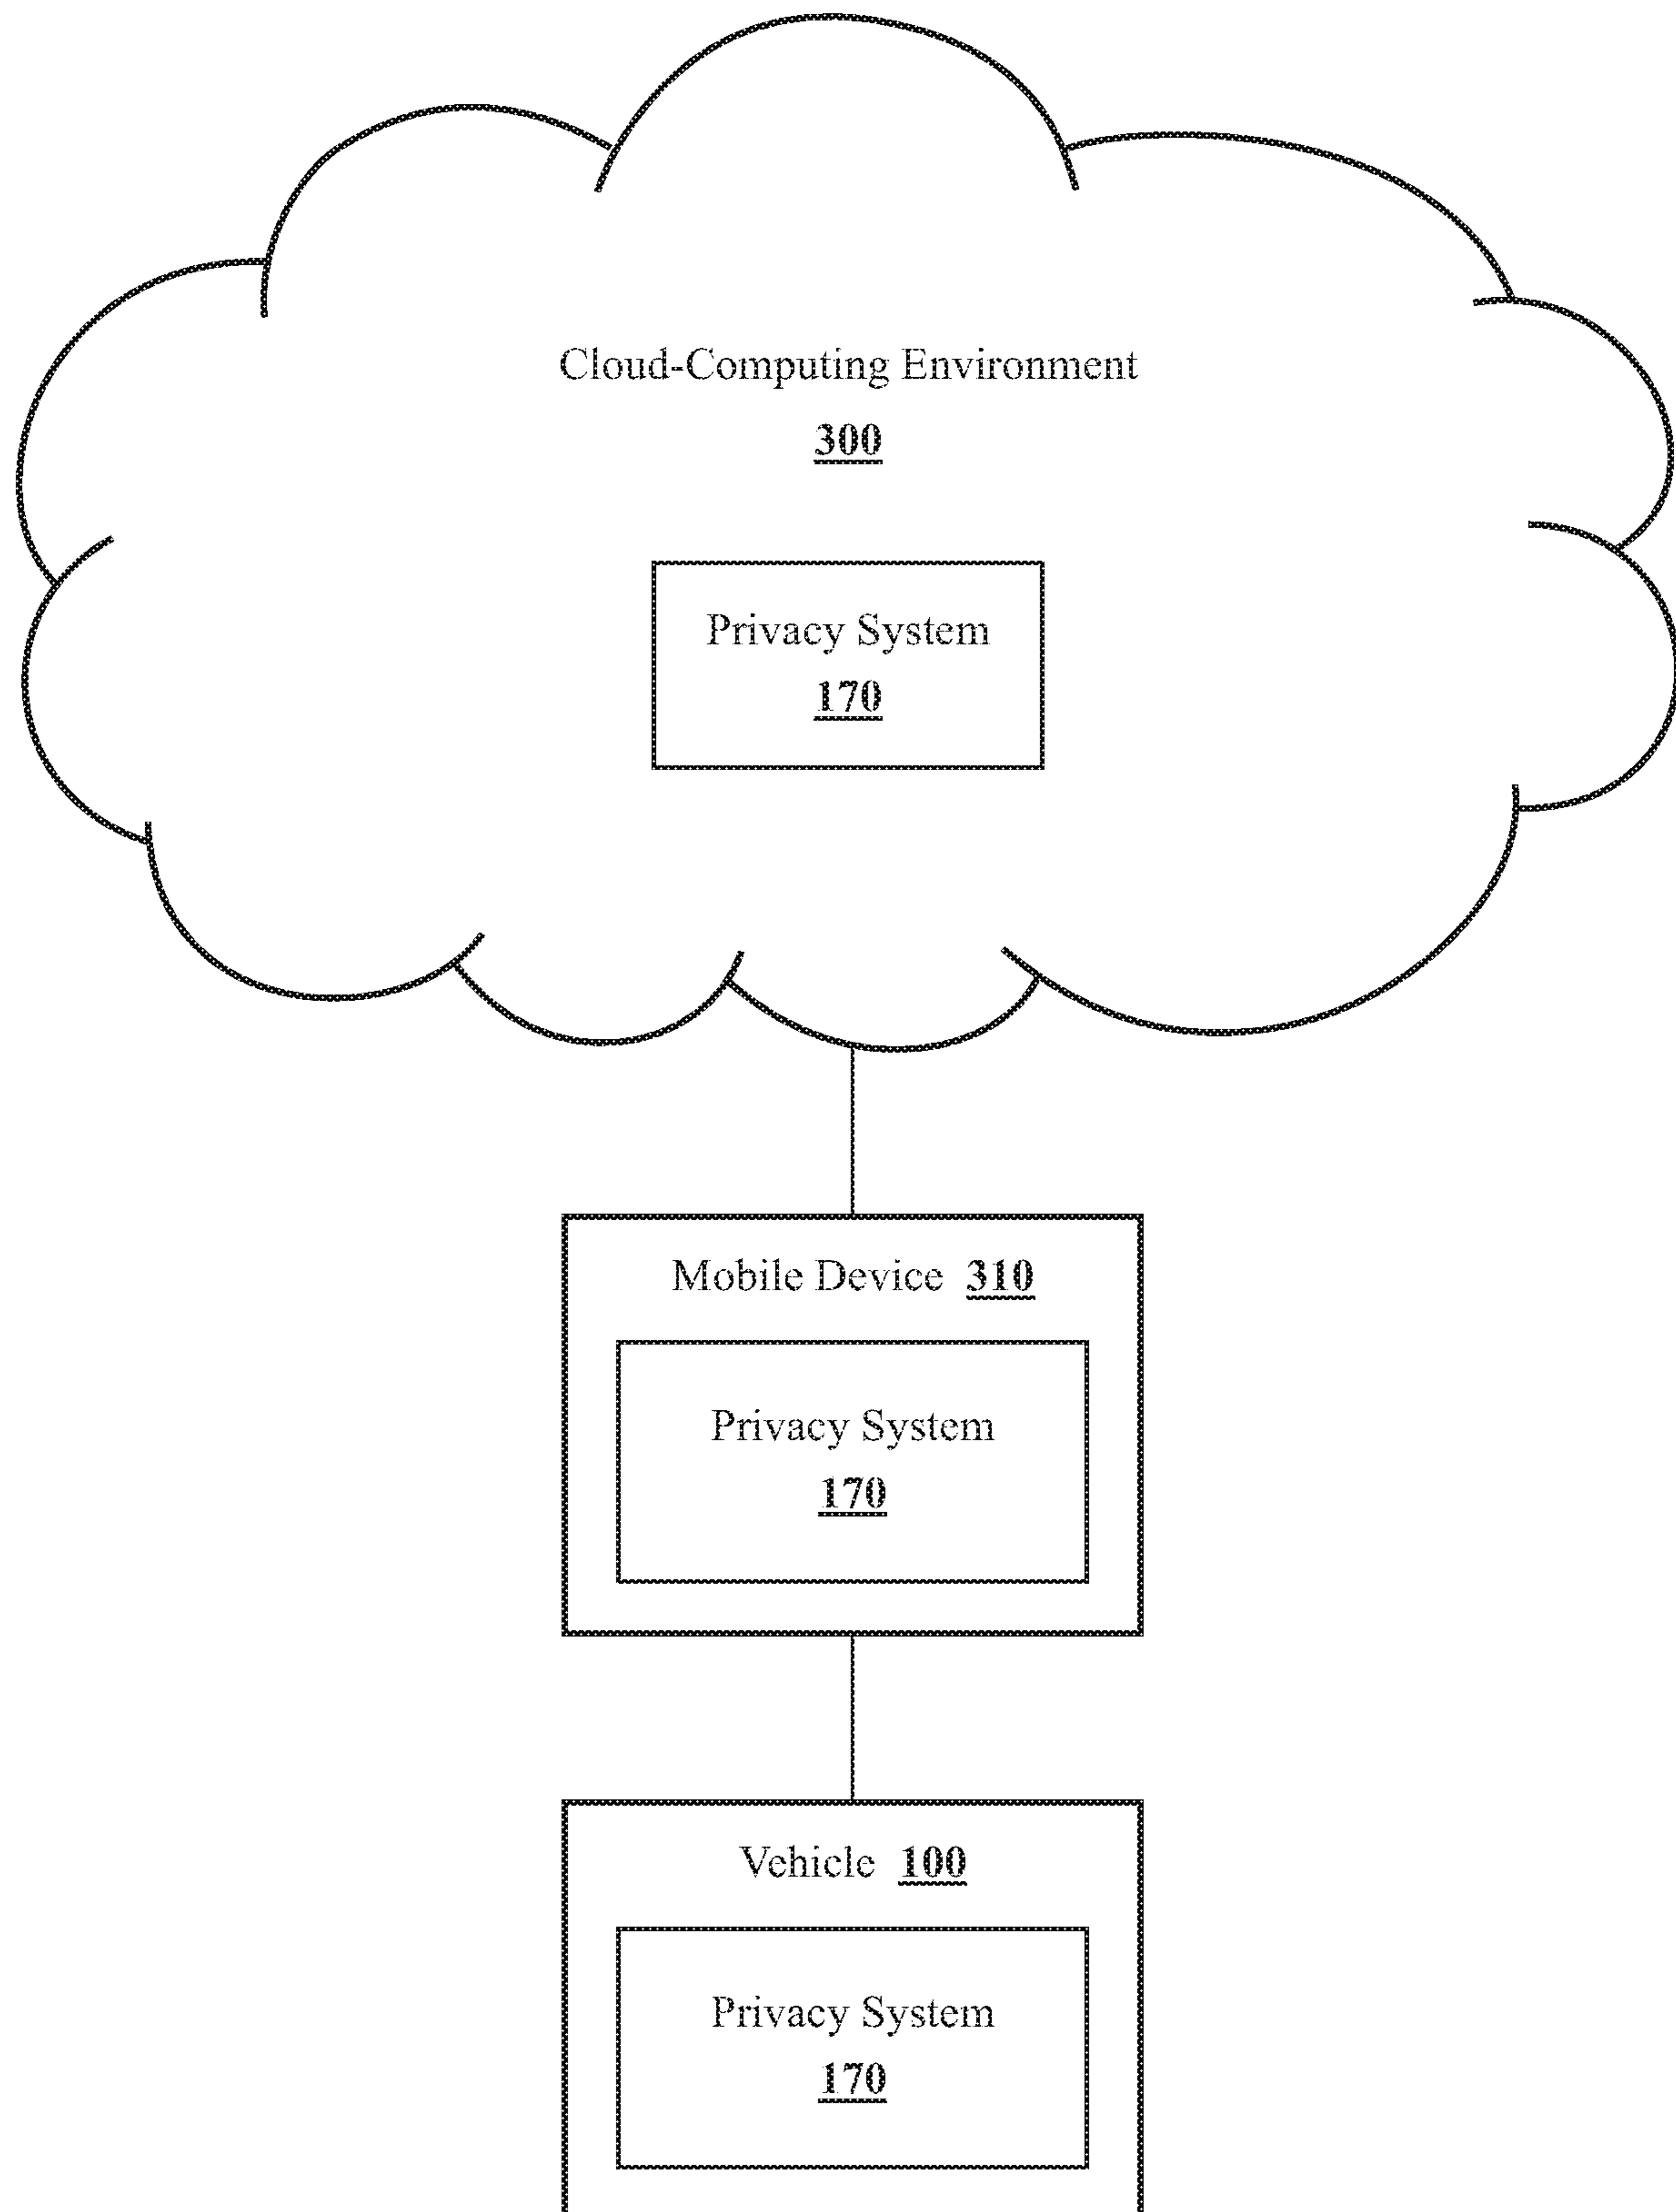 Cloud-Computing Environment
300
Privacy System
170
Mobile Device 310
Privacy System
170
Vehicle 100
Privacy System
170